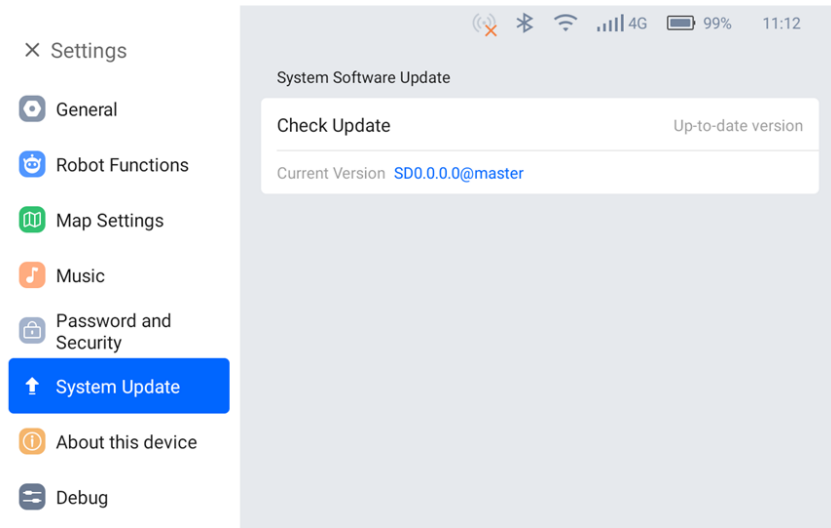 4G 99% 11:12
Settings
General
Robot Functions
Map Settings
Music
Password and
Security
System Update
About this device
Debug
System Software Update
Check Update Up-to-date version
Current Version SD0.0.0.0@master